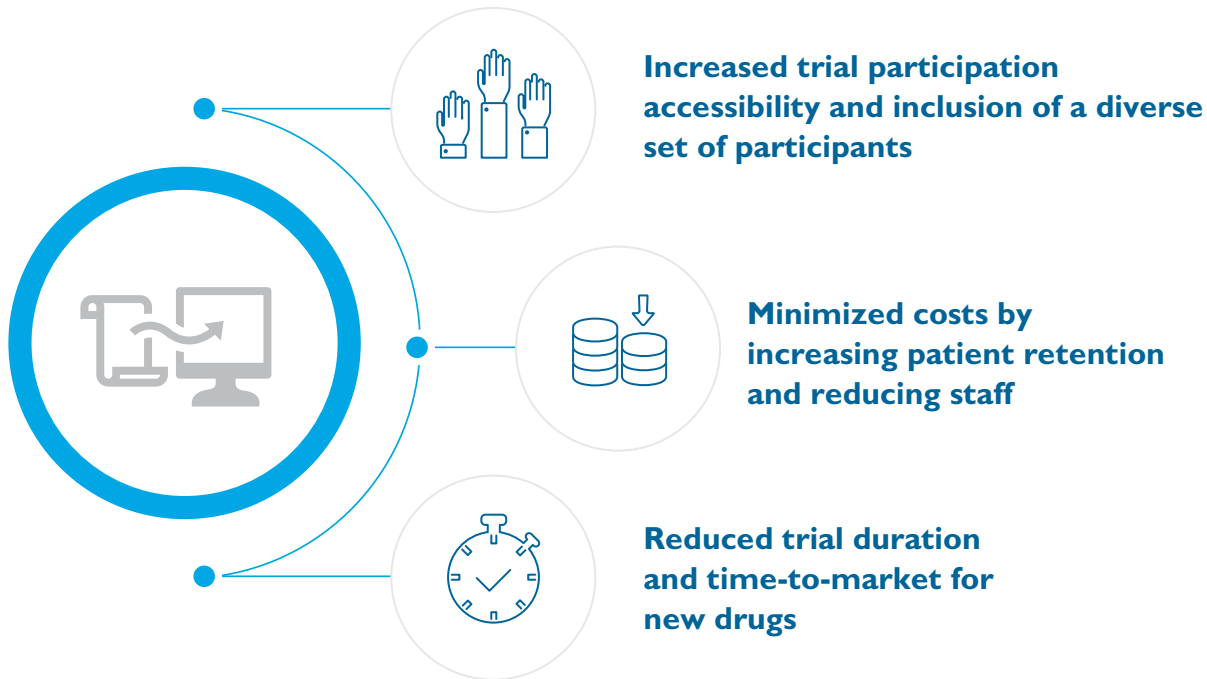 Increased trial participation
accessibility and inclusion of a diverse
set of participants
Minimized costs by
increasing patient retention
and reducing staff
Reduced trial duration
and time-to-market for
new drugs